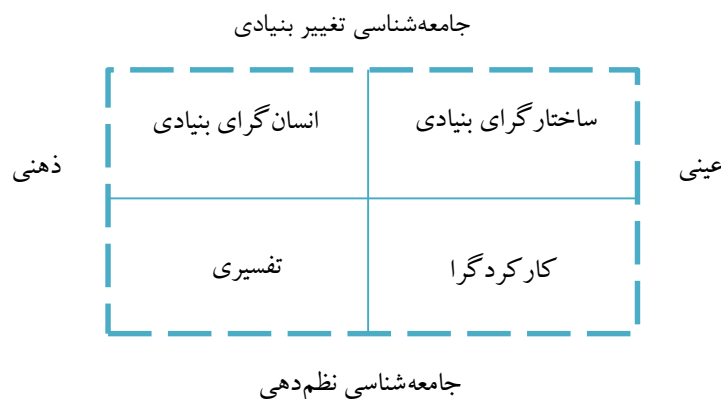 جامعه‌شناسی تغییر بنیادی
ساختارگرای بنیادی
انسان‌گرای بنیادی
عینی
ذهنی
کارکردگرا
تفسیری
جامعه‌شناسی نظم‌دهی